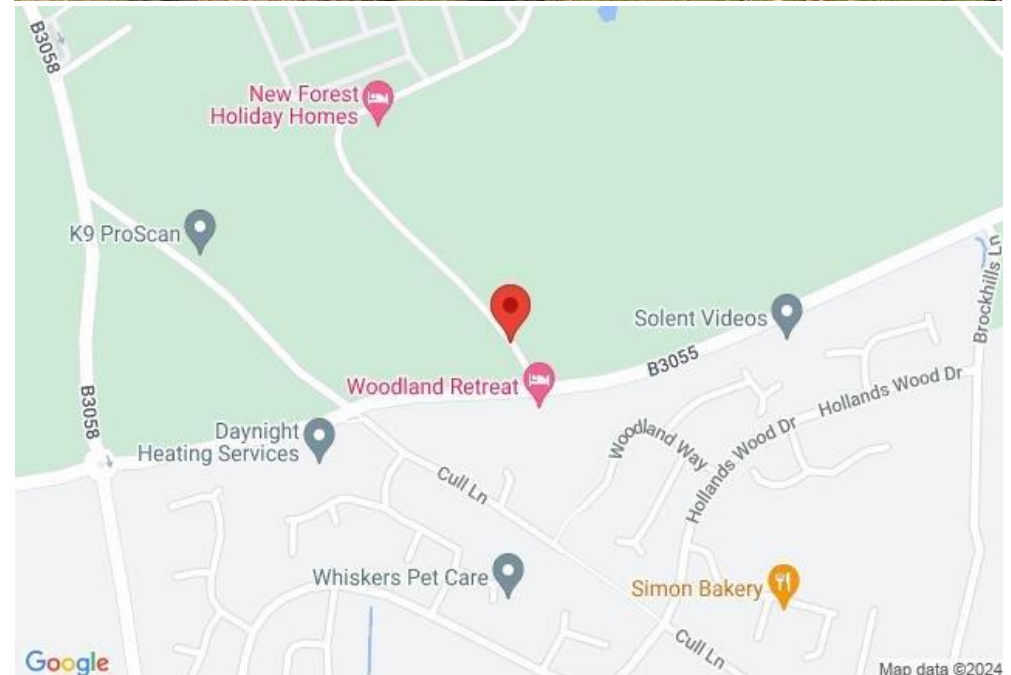 B3058
New Forest
Holiday Homes
K9 ProScan
Solent Videos
Brockhills Ln
B3055
Woodland Retreat
B3058
Hollands Wood Dr
Daynight
Heating Services
Woodland Way
Hollands Wood Dr
Cull Ln
Whiskers Pet Care
Simon Bakery
Cull Ln
Google
Map data ©2024